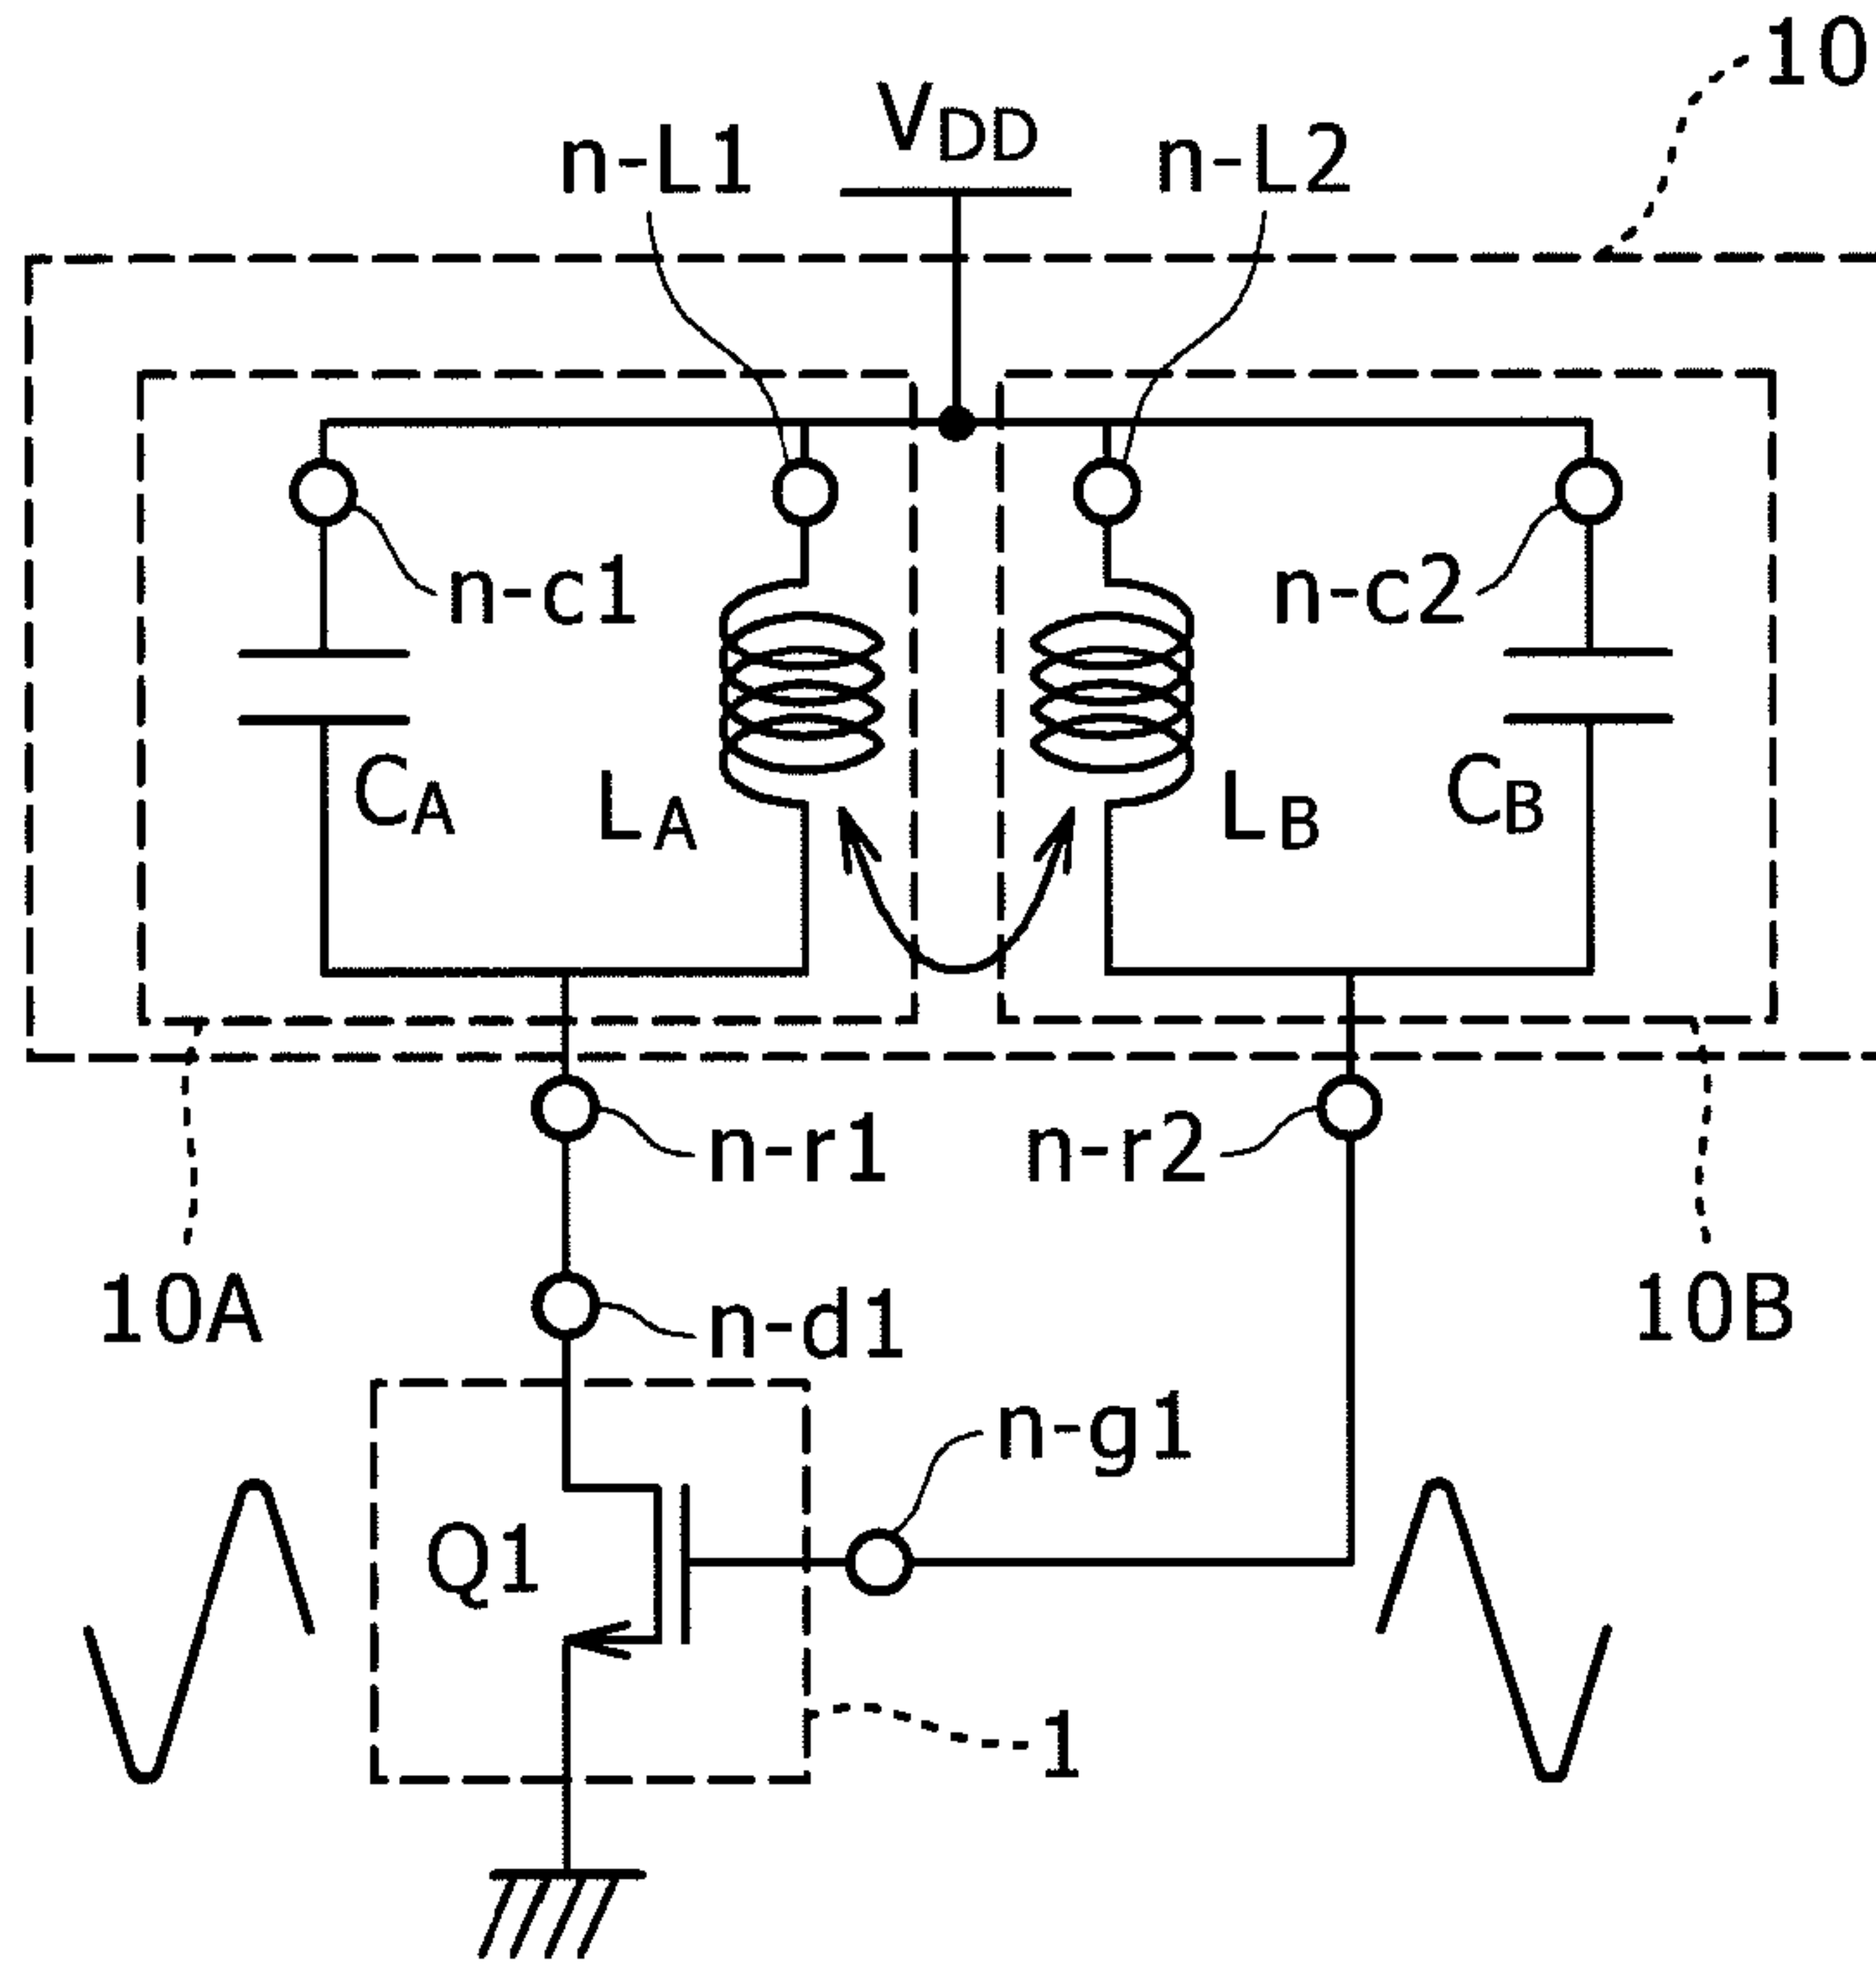 10
VDD
n-L1
n-L2
n-c1
n-c2
CA
LA
LB
CB
n-r1
n-r2
10A
n-d1
10B
n-g1
Q1
1